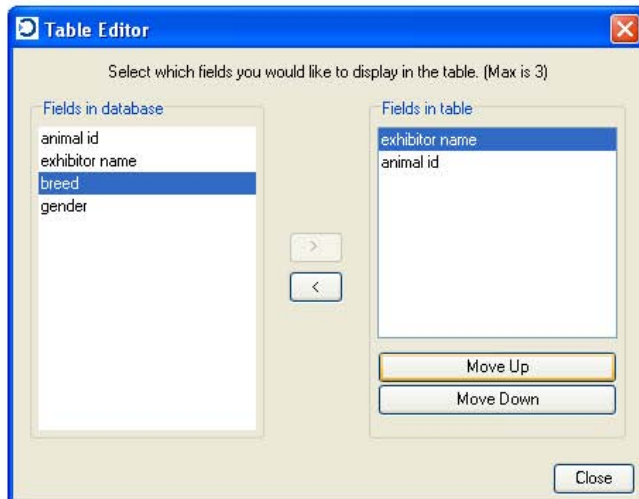 Table Editor
Select which fields you would like to display in the table. (Max is 3)
Fields in database
animal id
exhibitor name
breed
gender
>
<
Fields in table
exhibitor name
animal id
Move Up
Move Down
Close